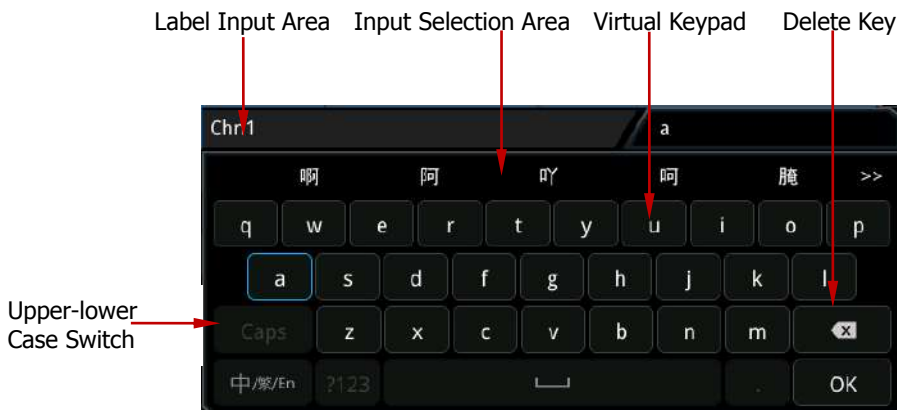 Label Input Area Input Selection Area Virtual Keypad Delete Key
Chn1 a
啊 阿 吖 呵 腌 >>
q w e r t y u i o p
a s d f g h j k l
Upper-lower
Case Switch
Caps z x c v b n m
中/繁/En ?123 . OK